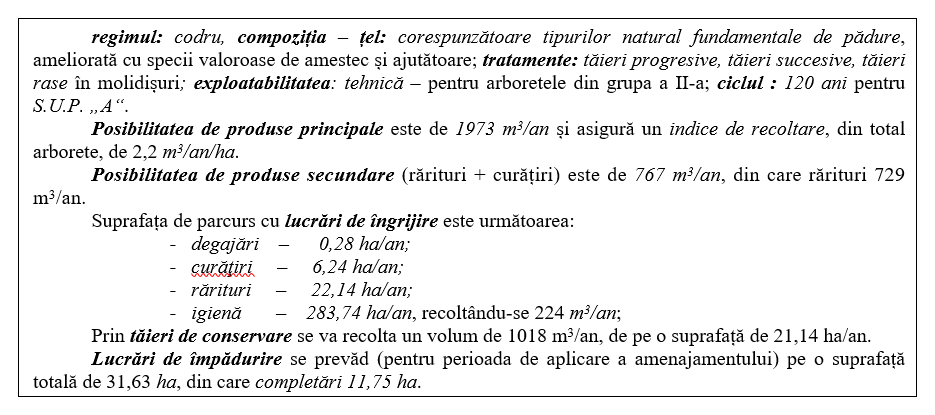 regimul: codru, compoziția – țel: corespunzătoare tipurilor natural fundamentale de pădure,
ameliorată cu specii valoroase de amestec și ajutătoare; tratamente: tăieri progresive, tăieri succesive, tăieri
rase în molidișuri; exploatabilitatea: tehnică – pentru arboretele din grupa a II-a; ciclul : 120 ani pentru
S.U.P. „A“.
Posibilitatea de produse principale este de 1973 m³/an și asigură un indice de recoltare, din total
arborete, de 2,2 m³/an/ha.
Posibilitatea de produse secundare (rărituri + curățiri) este de 767 m³/an, din care rărituri 729
m³/an.
Suprafața de parcurs cu lucrări de îngrijire este următoarea:
- degajări – 0,28 ha/an;
- curățiri – 6,24 ha/an;
- rărituri – 22,14 ha/an;
- igienă – 283,74 ha/an, recoltându-se 224 m³/an;
Prin tăieri de conservare se va recolta un volum de 1018 m³/an, de pe o suprafață de 21,14 ha/an.
Lucrări de împădurire se prevăd (pentru perioada de aplicare a amenajamentului) pe o suprafață
totală de 31,63 ha, din care completări 11,75 ha.